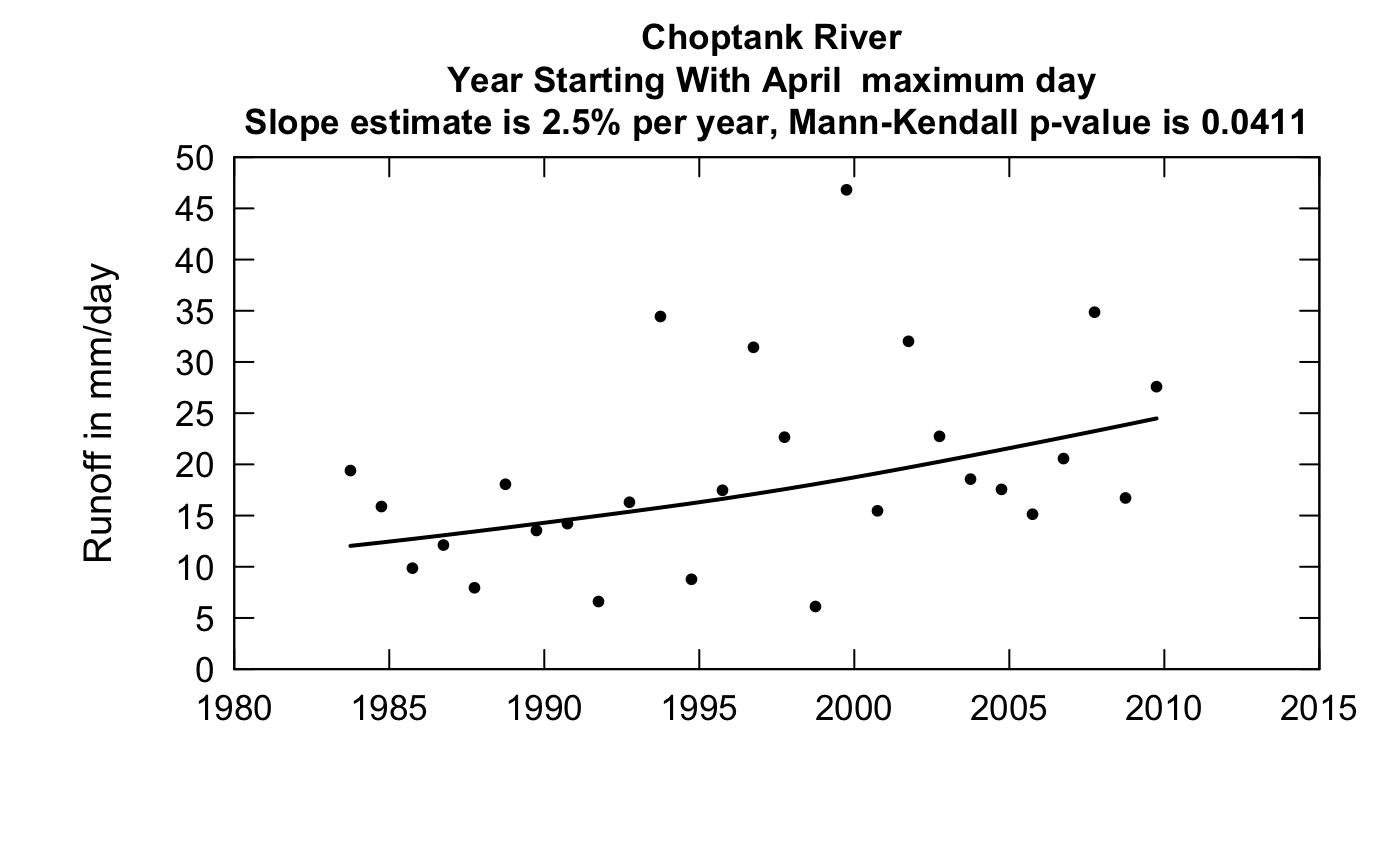 Choptank River
Year Starting With April  maximum day
Slope estimate is 2.5% per year, Mann-Kendall p-value is 0.0411
Runoff in mm/day
50
45
40
35
30
25
20
15
10
5
0
1980 1985 1990 1995 2000 2005 2010 2015